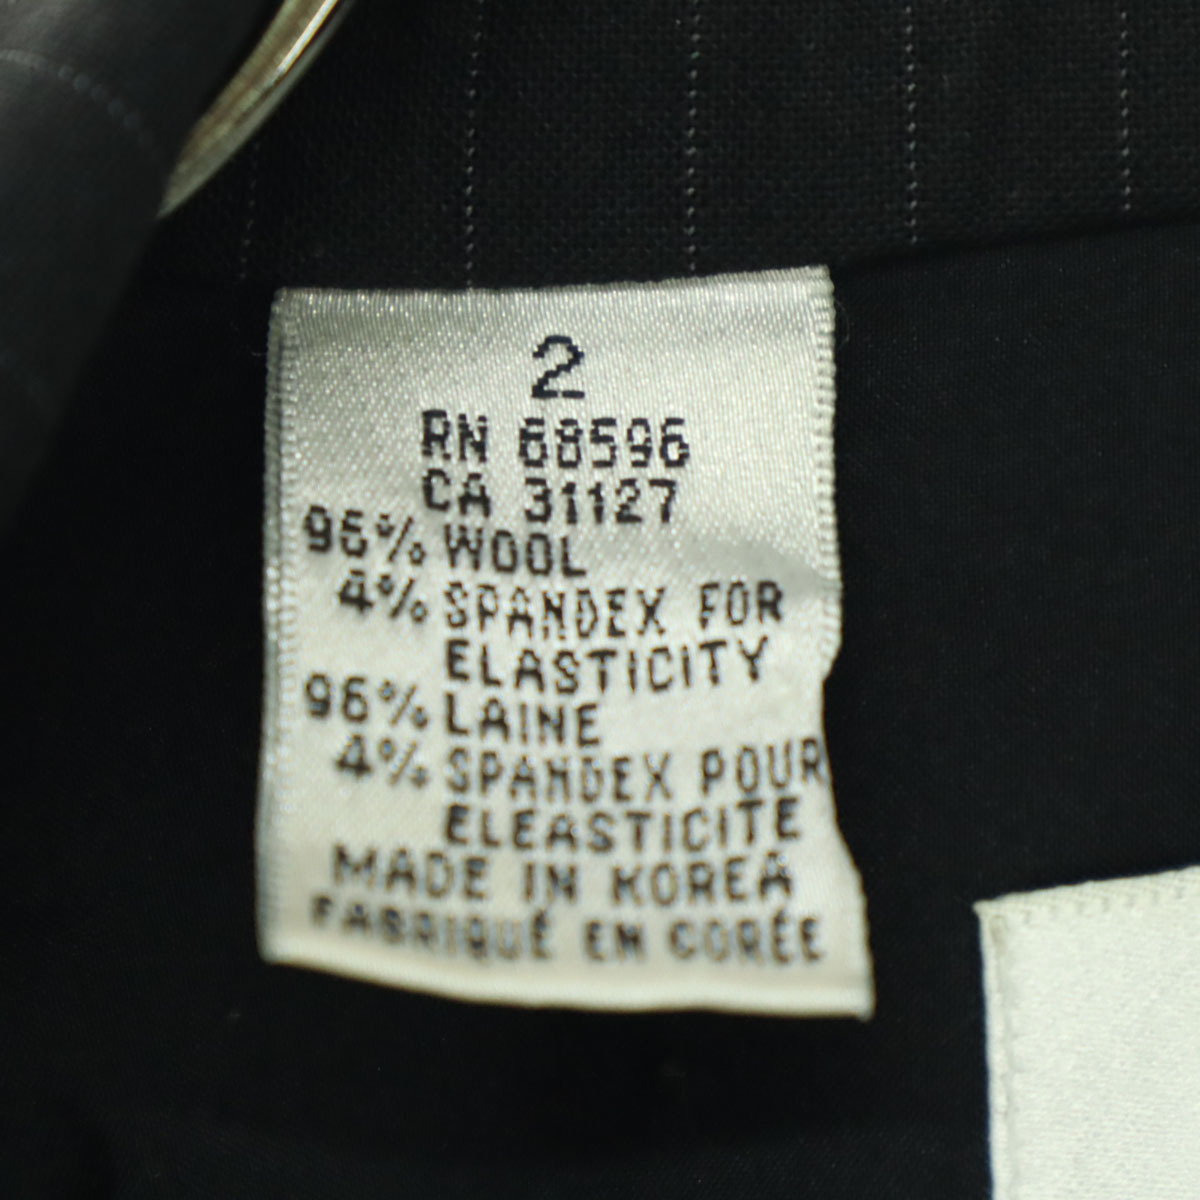 2
RN 68596
CA 31127
96% WOOL
4% SPANDEX FOR
ELASTICITY
96% LAINE
4% SPANDEX POUR
ELEASTICITE
MADE IN KOREA
FABRIQUÉ EN CORÉE